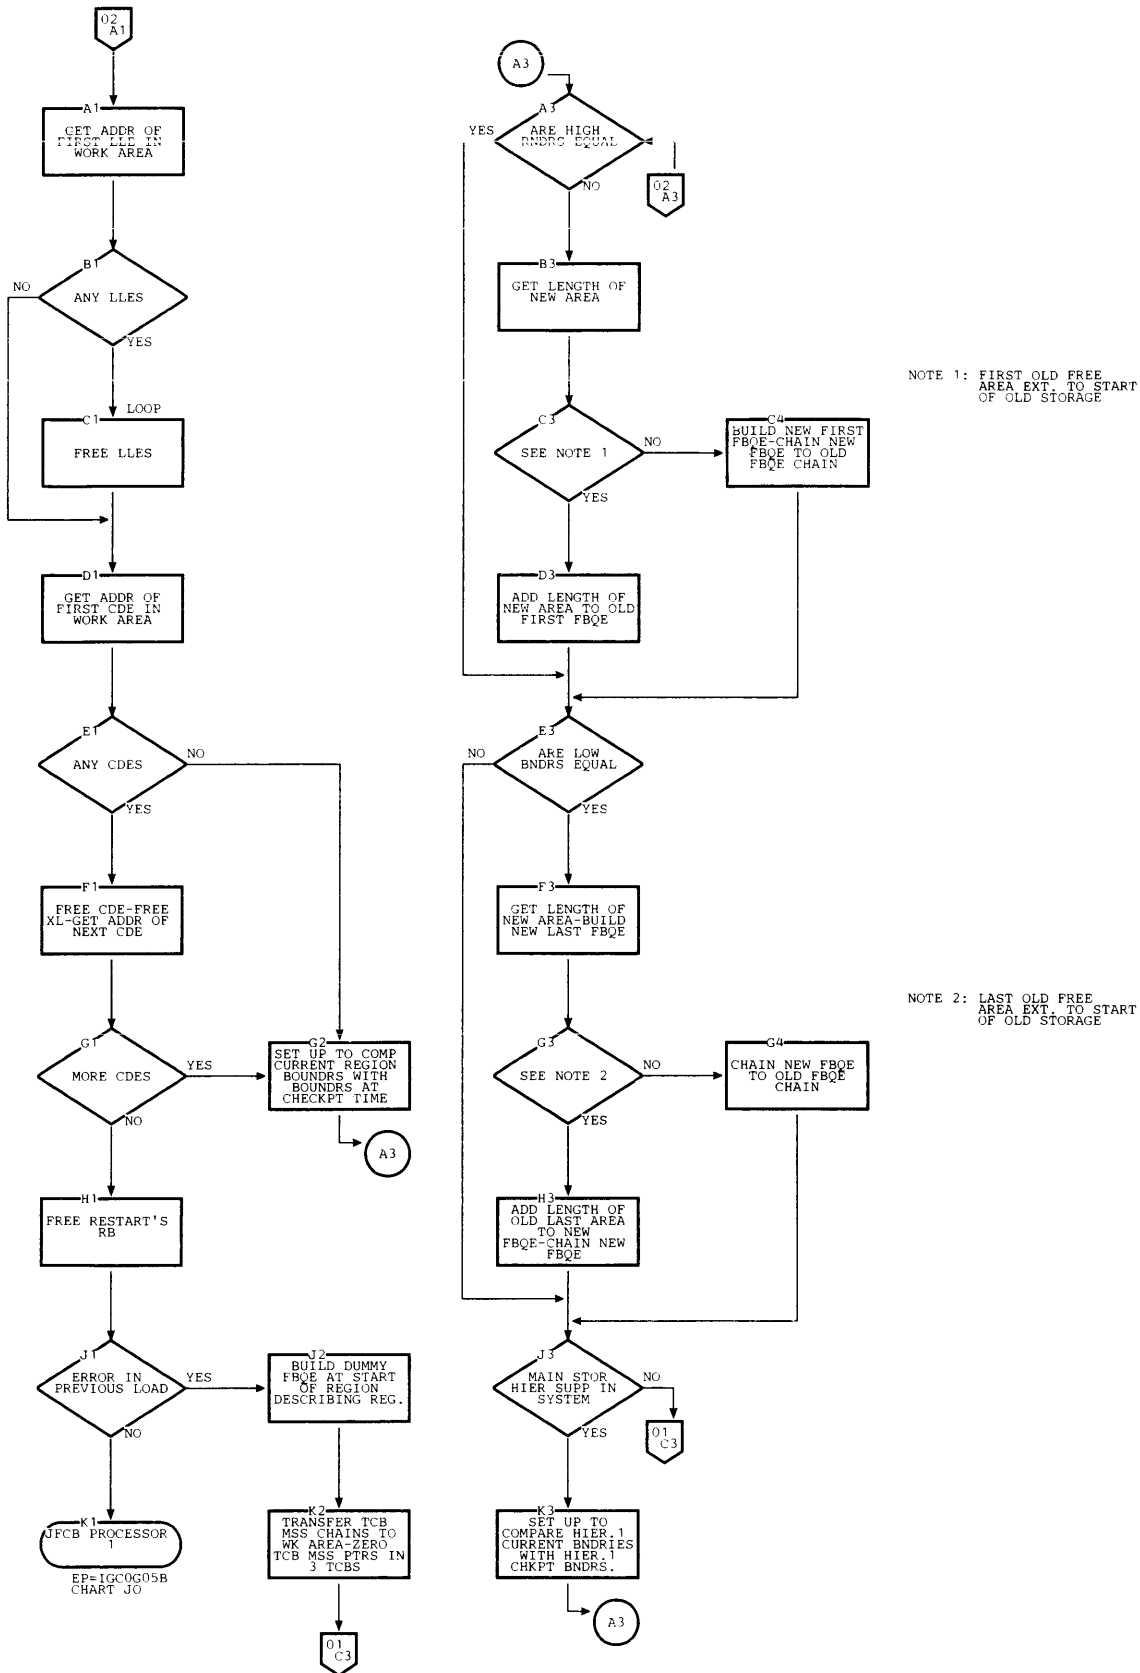 02
A1
A1
GET ADDR OF
FIRST LLE IN
WORK AREA
B1
ANY LLES
NO
YES
LOOP
C1
FREE LLES
D1
GET ADDR OF
FIRST CDE IN
WORK AREA
E1
ANY CDES
NO
YES
F1
FREE CDE-FREE
XL-GET ADDR OF
NEXT CDE
G1
MORE CDES
YES
NO
G2
SET UP TO COMP
CURRENT REGION
BOUNDRS WITH
BOUNDRS AT
CHECKPT TIME
A3
H1
FREE RESTART'S
RB
J1
ERROR IN
PREVIOUS LOAD
YES
NO
J2
BUILD DUMMY
FBQE AT START
OF REGION
DESCRIBING REG.
K1
JFCB PROCESSOR
1
EP=IGC0G05B
CHART JO
K2
TRANSFER TCB
MSS CHAINS TO
WK AREA-ZERO
TCB MSS PTRS IN
3 TCBS
01
C3
A3
A3
ARE HIGH
BNDRS EQUAL
YES
NO
02
A3
B3
GET LENGTH OF
NEW AREA
C3
SEE NOTE 1
NO
YES
C4
BUILD NEW FIRST
FBQE-CHAIN NEW
FBQE TO OLD
FBQE CHAIN
D3
ADD LENGTH OF
NEW AREA TO OLD
FIRST FBQE
E3
ARE LOW
BNDRS EQUAL
NO
YES
F3
GET LENGTH OF
NEW AREA-BUILD
NEW LAST FBQE
G3
SEE NOTE 2
NO
YES
G4
CHAIN NEW FBQE
TO OLD FBQE
CHAIN
H3
ADD LENGTH OF
OLD LAST AREA
TO NEW
FBQE-CHAIN NEW
FBQE
J3
MAIN STOR
HIER SUPP IN
SYSTEM
NO
YES
01
C3
K3
SET UP TO
COMPARE HIER.1
CURRENT BNDRIES
WITH HIER.1
CHKPT BNDRS.
A3
NOTE 1: FIRST OLD FREE
AREA EXT. TO START
OF OLD STORAGE
NOTE 2: LAST OLD FREE
AREA EXT. TO START
OF OLD STORAGE